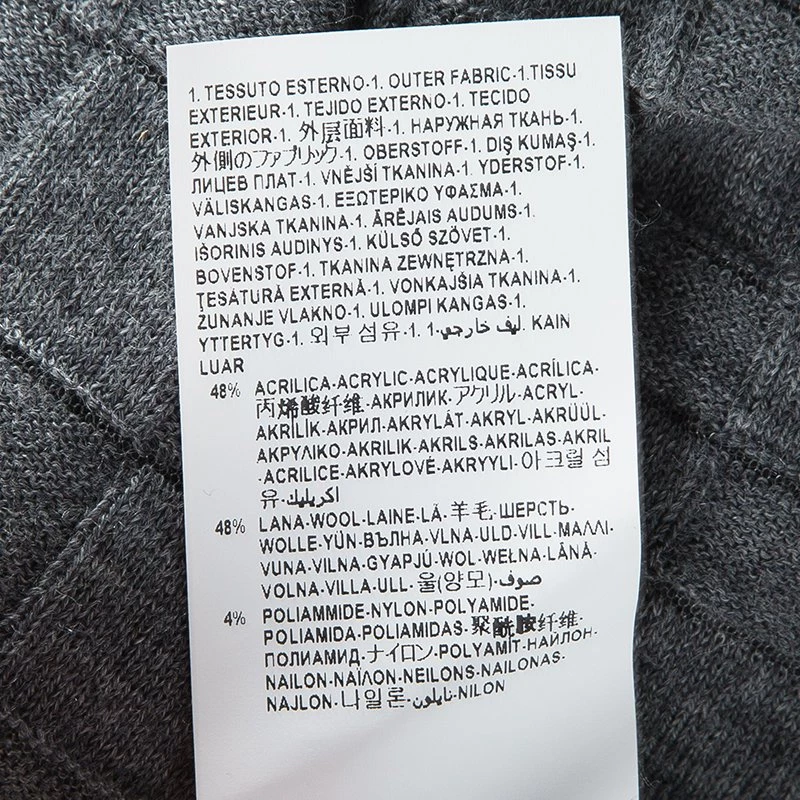 1. TESSUTO ESTERNO-1. OUTER FABRIC-1.TISSU
EXTERIEUR-1. TEJIDO EXTERNO-1. TECIDO
EXTERIOR-1. 外层面料-1. НАРУЖНАЯ ТКАНЬ-1.
外側のファブリック-1. OBERSTOFF-1. DIŞ KUMAŞ-1.
ЛИЦЕВ ПЛАТ-1. VNĚJŠÍ TKANINA-1. YDERSTOF-1.
VÄLISKANGAS-1. ΕΞΩΤΕΡΙΚΟ ΥΦΑΣΜΑ-1.
VANJSKA TKANINA-1. ĀRĒJAIS AUDUMS-1.
IŠORINIS AUDINYS-1. KÜLSŐ SZÖVET-1.
BOVENSTOF-1. TKANINA ZEWNĘTRZNA-1.
ŢESĂTURĂ EXTERNĂ-1. VONKAJŠIA TKANINA-1.
ZUNANJE VLAKNO-1. ULOMPI KANGAS-1.
YTTERTYG-1. 외부 섬유-1. ليف خارجي-1. KAIN
LUAR
48% ACRILICA-ACRYLIC-ACRYLIQUE-ACRÍLICA-
丙烯酸纤维-АКРИЛИК-アクリル-ACRYL-
AKRİLİK-АКРИЛ-AKRYLÁT-AKRYL-AKRÜÜL-
ΑΚΡΥΛΙΚΟ-AKRILIK-AKRILS-AKRILAS-AKRIL
-ACRILICE-AKRYLOVÉ-AKRYYLI-아크릴 섬
유-اكريليك
48% LANA-WOOL-LAINE-LÃ-羊毛-ШЕРСТЬ-
WOLLE-YÜN-ВЪЛНА-VLNA-ULD-VILL-ΜΑΛΛΙ-
VUNA-VILNA-GYAPJÚ-WOL-WEŁNA-LÂNĂ-
VOLNA-VILLA-ULL-울(양모)-صوف-
4% POLIAMMIDE-NYLON-POLYAMIDE-
POLIAMIDA-POLIAMIDAS-聚酰胺纤维-
ПОЛИАМИД-ナイロン-POLYAMİT-НАЙЛОН-
NAILON-ΝΑΪΛΟΝ-NEILONS-NAILONAS-
NAJLON-나일론-نايلون-NILON